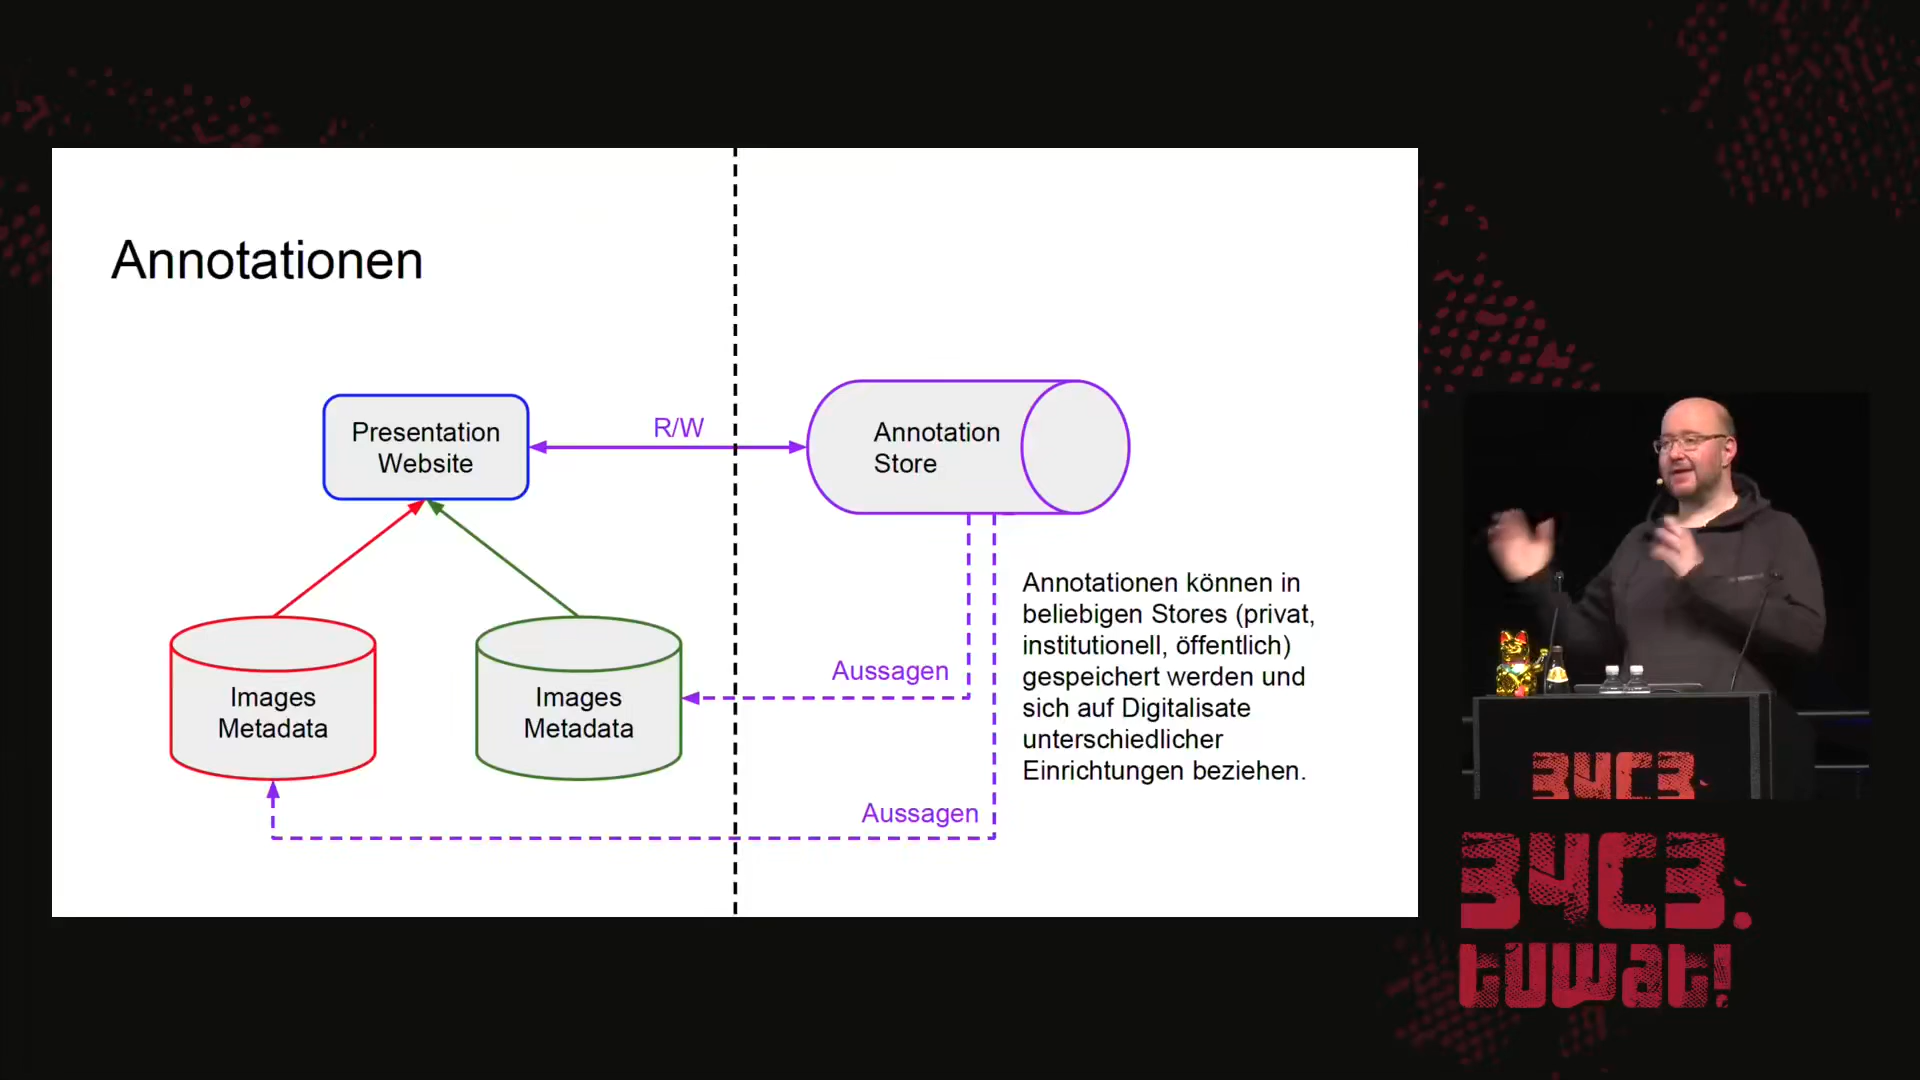 Annotationen
Presentation
Website
R/W
Annotation
Store
Images
Metadata
Images
Metadata
Aussagen
Aussagen
Annotationen können in
beliebigen Stores (privat,
institutionell, öffentlich)
gespeichert werden und
sich auf Digitalisate
unterschiedlicher
Einrichtungen beziehen.
34C3.
34C3.
tuwat!